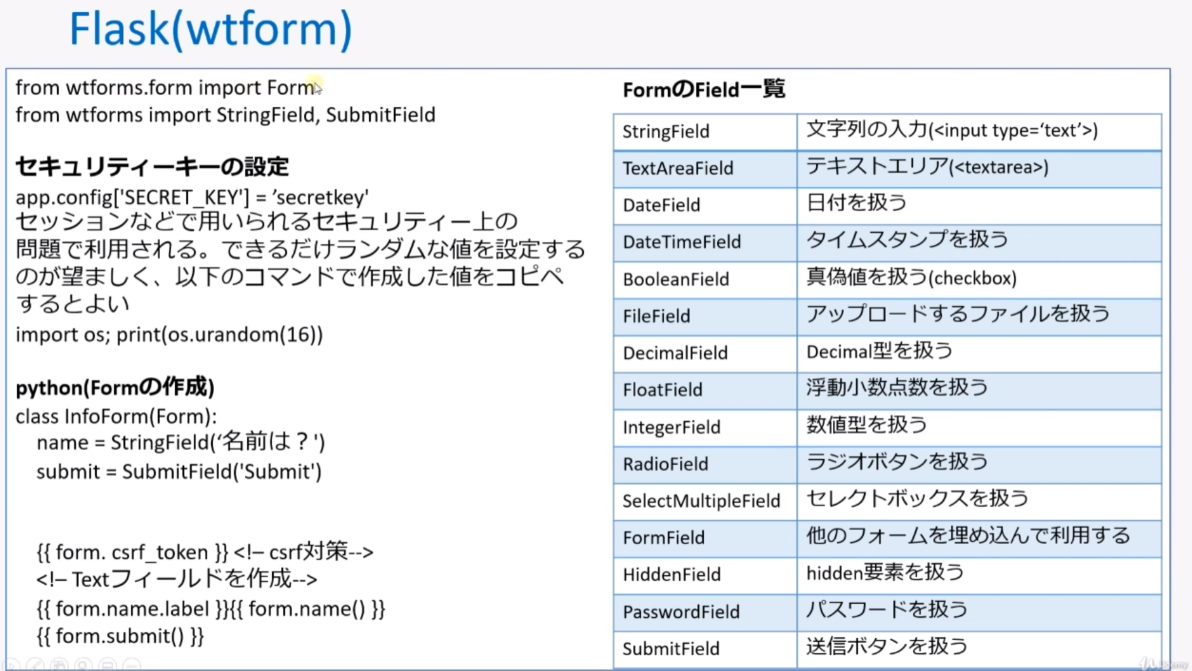 Flask(wtform)
from wtforms.form import Form
from wtforms import StringField, SubmitField
セキュリティーキーの設定
app.config['SECRET_KEY'] = ’secretkey'
セッションなどで用いられるセキュリティー上の
問題で利用される。できるだけランダムな値を設定する
のが望ましく、以下のコマンドで作成した値をコピペ
するとよい
import os; print(os.urandom(16))
python(Formの作成)
class InfoForm(Form):
name = StringField(‘名前は？')
submit = SubmitField('Submit')
{{ form. csrf_token }} <!– csrf対策-->
<!– Textフィールドを作成-->
{{ form.name.label }}{{ form.name() }}
{{ form.submit() }}
FormのField一覧
StringField 文字列の入力(<input type=‘text’>)
TextAreaField テキストエリア(<textarea>)
DateField 日付を扱う
DateTimeField タイムスタンプを扱う
BooleanField 真偽値を扱う(checkbox)
FileField アップロードするファイルを扱う
DecimalField Decimal型を扱う
FloatField 浮動小数点数を扱う
IntegerField 数値型を扱う
RadioField ラジオボタンを扱う
SelectMultipleField セレクトボックスを扱う
FormField 他のフォームを埋め込んで利用する
HiddenField hidden要素を扱う
PasswordField パスワードを扱う
SubmitField 送信ボタンを扱う
Udemy